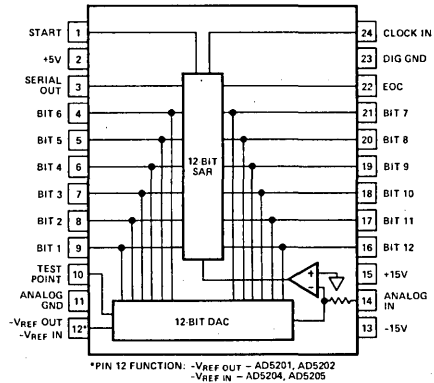 START 1
+5V 2
SERIAL OUT 3
BIT 6 4
BIT 5 5
BIT 4 6
BIT 3 7
BIT 2 8
BIT 1 9
TEST POINT 10
ANALOG GND 11
-VREF OUT
-VREF IN 12*
12 BIT
SAR
12-BIT DAC
+
-
24 CLOCK IN
23 DIG GND
22 EOC
21 BIT 7
20 BIT 8
19 BIT 9
18 BIT 10
17 BIT 11
16 BIT 12
15 +15V
14 ANALOG IN
13 -15V
*PIN 12 FUNCTION: -VREF OUT – AD5201, AD5202
-VREF IN – AD5204, AD5205